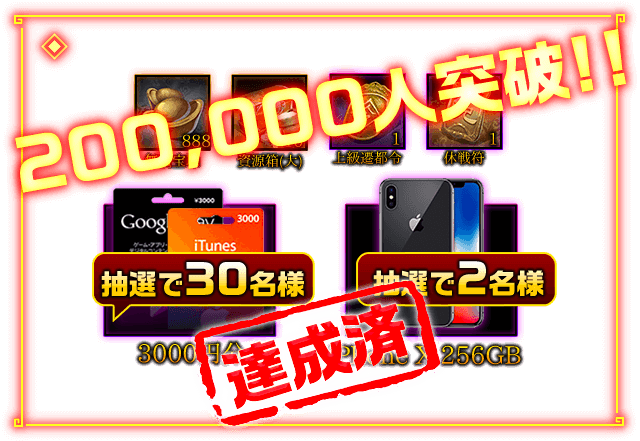 200,000人突破!!
888
1
1
資源箱(大)
上級遷都令
休戦符
¥3000
3000
iTunes
抽選で30名様
抽選で2名様
達成済
3000円分
X 256GB